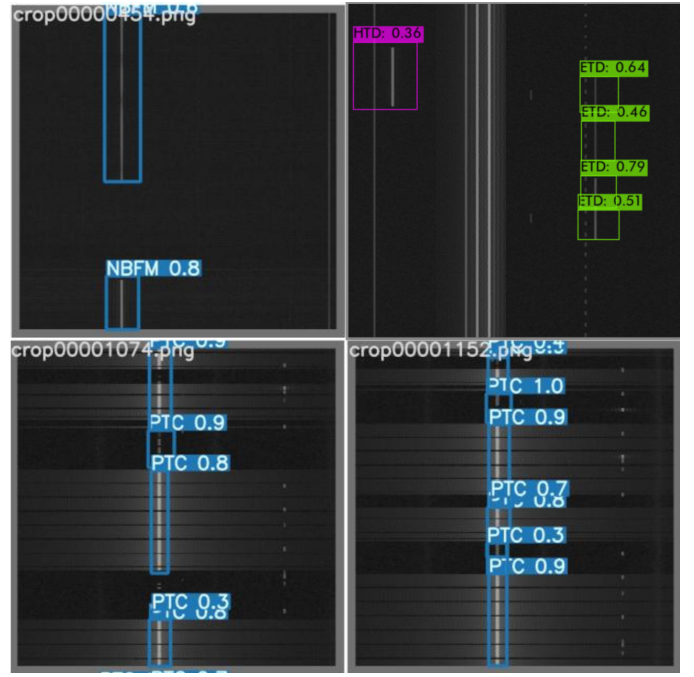 crop00000454.png
NBFM 0.8
HTD: 0.36
ETD: 0.64
ETD: 0.46
ETD: 0.79
ETD: 0.51
crop00001074.png
PTC 0.9
PTC 0.8
PTC 0.3
crop00001152.png
PTC 1.0
PTC 0.9
PTC 0.7
PTC 0.3
PTC 0.9